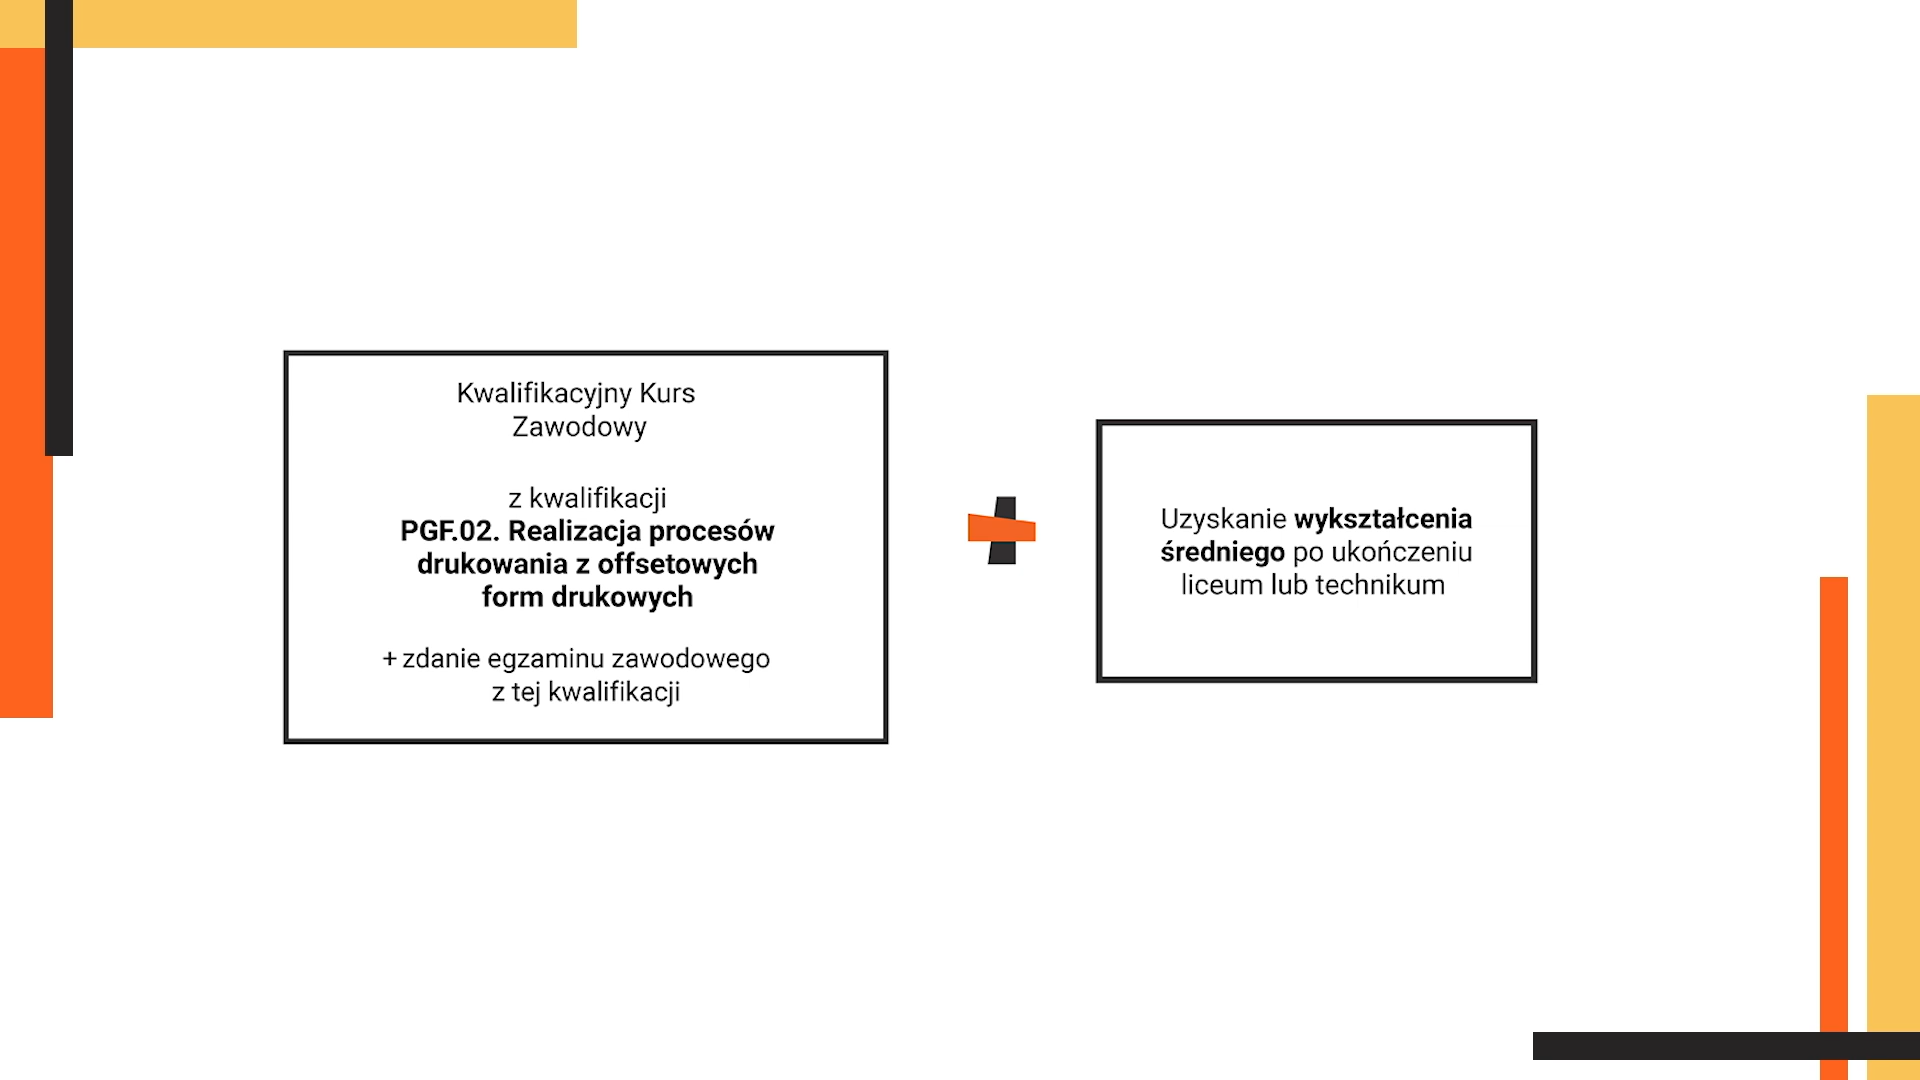 Kwalifikacyjny Kurs
Zawodowy
z kwalifikacji
PGF.02. Realizacja procesów
drukowania z offsetowych
form drukowych
+ zdanie egzaminu zawodowego
z tej kwalifikacji
Uzyskanie wykształcenia
średniego po ukończeniu
liceum lub technikum